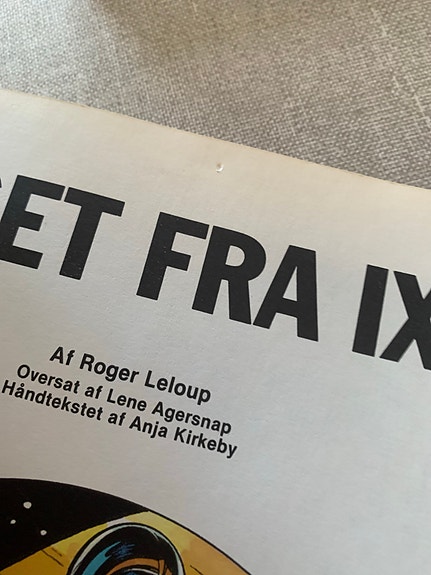 ET FRA IX
Af Roger Leloup
Oversat af Lene Agersnap
Håndtekstet af Anja Kirkeby